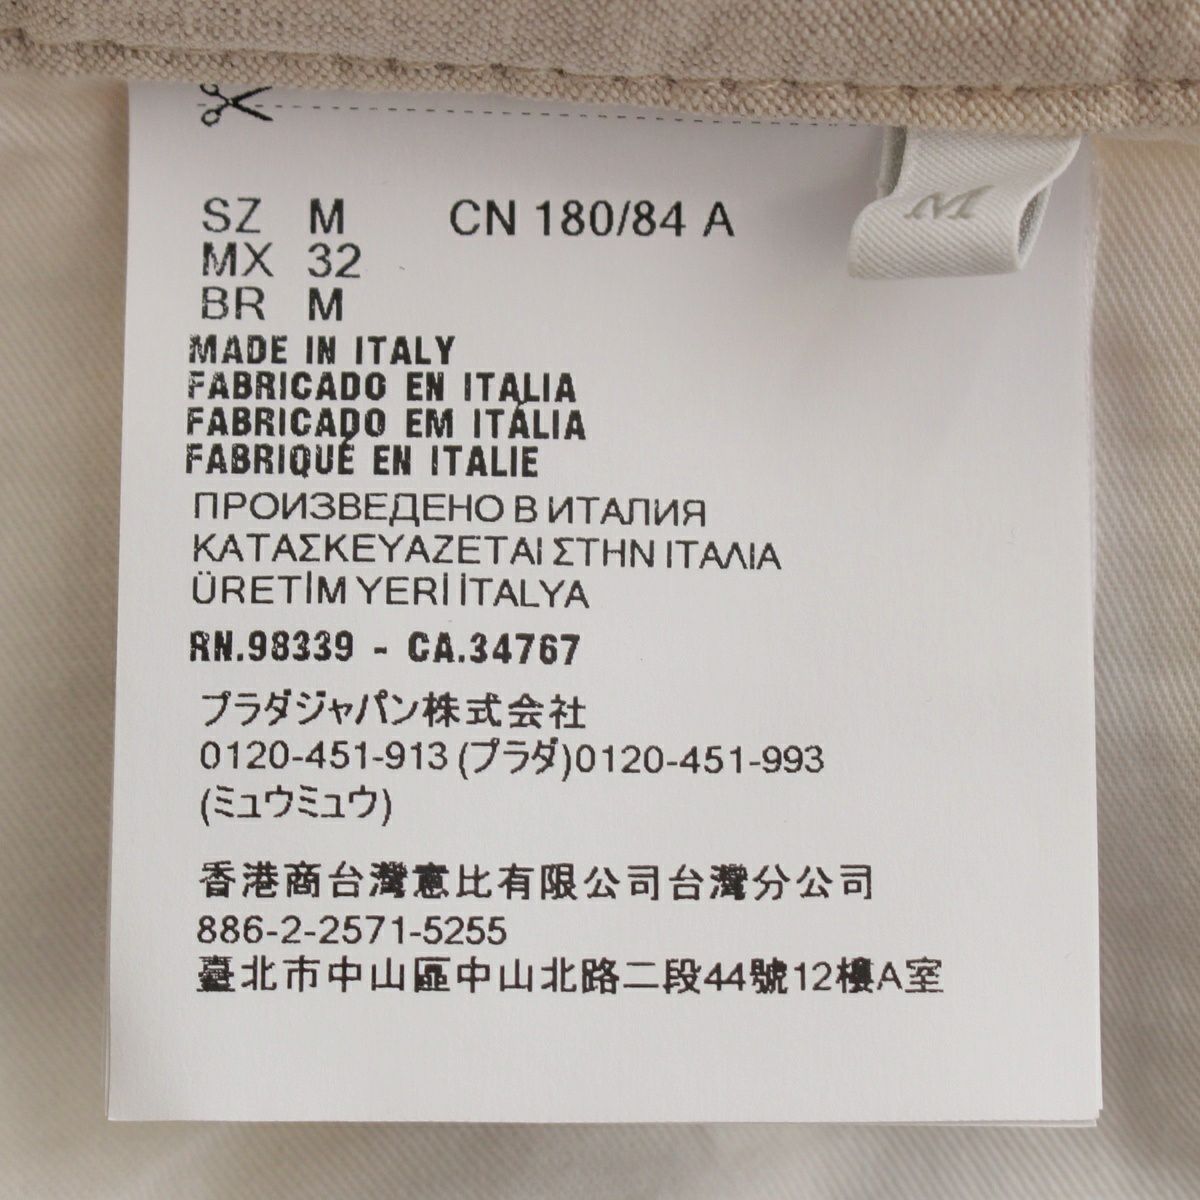 SZ M CN 180/84 A
MX 32
BR M
M
MADE IN ITALY
FABRICADO EN ITALIA
FABRICADO EM ITÁLIA
FABRIQUÉ EN ITALIE
ПРОИЗВЕДЕНО В ИТАЛИЯ
ΚΑΤΑΣΚΕΥΑΖΕΤΑΙ ΣΤΗΝ ΙΤΑΛΙΑ
ÜRETİM YERİ İTALYA
RN.98339 - CA.34767
プラダジャパン株式会社
0120-451-913 (プラダ)0120-451-993
(ミュウミュウ)
香港商台灣意比有限公司台灣分公司
886-2-2571-5255
臺北市中山區中山北路二段44號12樓A室